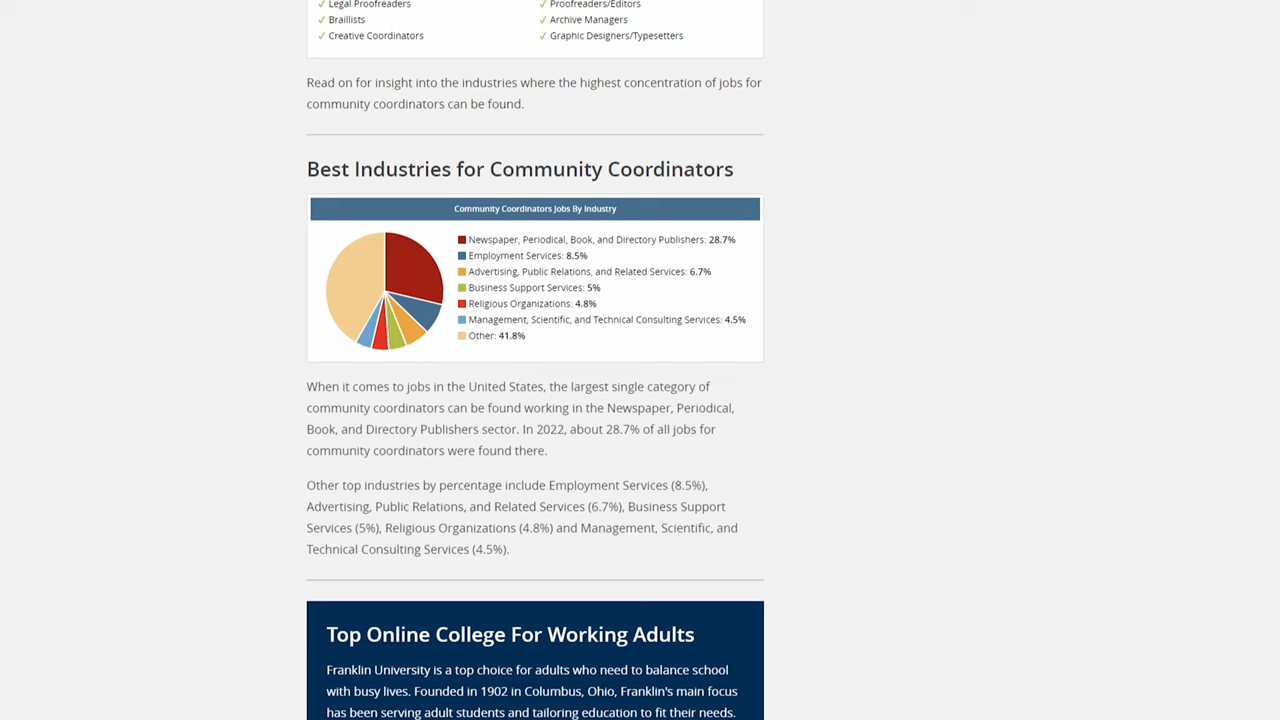 Legal Proofreaders
Proofreaders/Editors
Braillists
Archive Managers
Creative Coordinators
Graphic Designers/Typesetters
Read on for insight into the industries where the highest concentration of jobs for
community coordinators can be found.
Best Industries for Community Coordinators
Community Coordinators Jobs By Industry
Newspaper, Periodical, Book, and Directory Publishers: 28.7%
Employment Services: 8.5%
Advertising, Public Relations, and Related Services: 6.7%
Business Support Services: 5%
Religious Organizations: 4.8%
Management, Scientific, and Technical Consulting Services: 4.5%
Other: 41.8%
When it comes to jobs in the United States, the largest single category of
community coordinators can be found working in the Newspaper, Periodical,
Book, and Directory Publishers sector. In 2022, about 28.7% of all jobs for
community coordinators were found there.
Other top industries by percentage include Employment Services (8.5%),
Advertising, Public Relations, and Related Services (6.7%), Business Support
Services (5%), Religious Organizations (4.8%) and Management, Scientific, and
Technical Consulting Services (4.5%).
Top Online College For Working Adults
Franklin University is a top choice for adults who need to balance school
with busy lives. Founded in 1902 in Columbus, Ohio, Franklin's main focus
has been serving adult students and tailoring education to fit their needs.